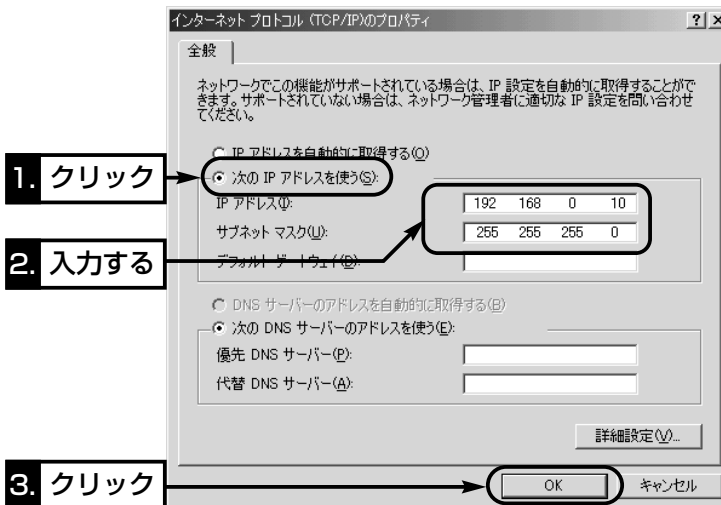 インターネット プロトコル (TCP/IP)のプロパティ
? ×
全般
ネットワークでこの機能がサポートされている場合は、IP 設定を自動的に取得することがで
きます。サポートされていない場合は、ネットワーク管理者に適切な IP 設定を問い合わせ
てください。
IP アドレスを自動的に取得する(O)
1. クリック
次の IP アドレスを使う(S):
IP アドレス(I):
192 168 0 10
サブネット マスク(U):
255 255 255 0
2. 入力する
デフォルト ゲートウェイ(D):
DNS サーバーのアドレスを自動的に取得する(B)
次の DNS サーバーのアドレスを使う(E):
優先 DNS サーバー(P):
代替 DNS サーバー(A):
詳細設定(V)...
3. クリック
OK
キャンセル